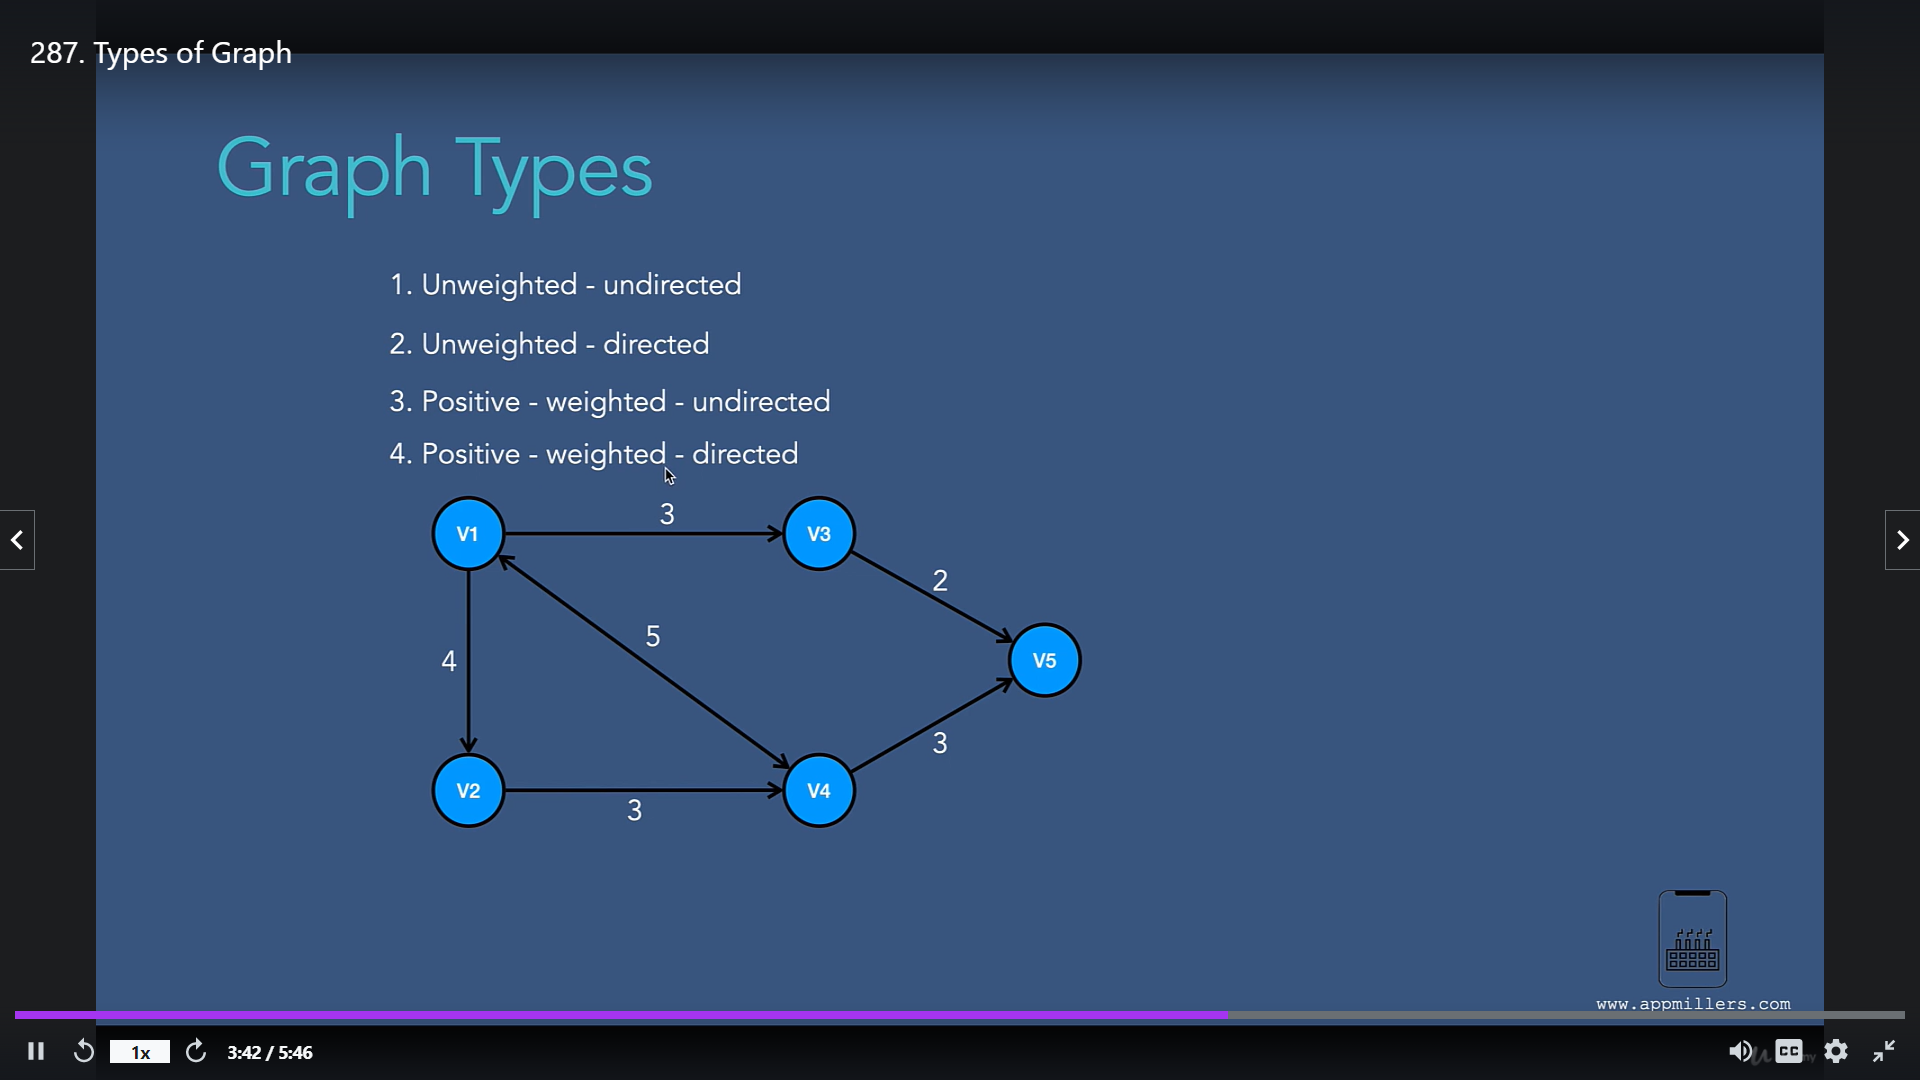 287. Types of Graph
Graph Types
1. Unweighted - undirected
2. Unweighted - directed
3. Positive - weighted - undirected
4. Positive - weighted - directed
V1
3
V3
2
5
4
V5
3
V2
3
V4
www.appmillers.com
1x
3:42 / 5:46
CC